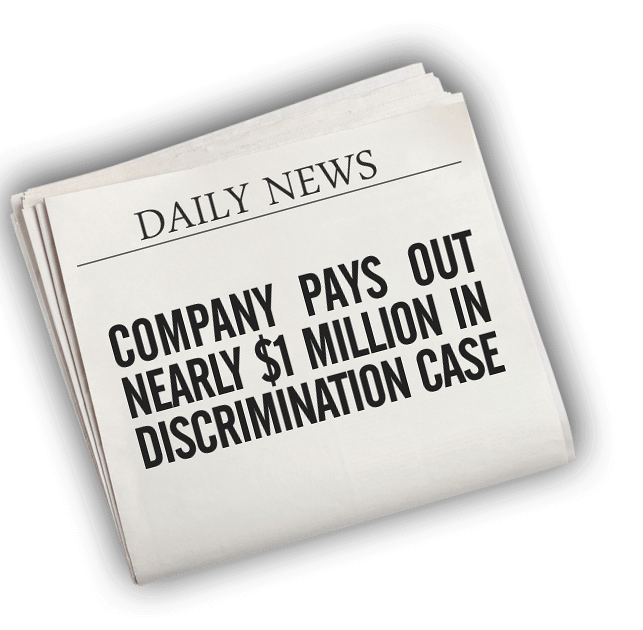 DAILY NEWS
COMPANY PAYS OUT
NEARLY $1 MILLION IN
DISCRIMINATION CASE